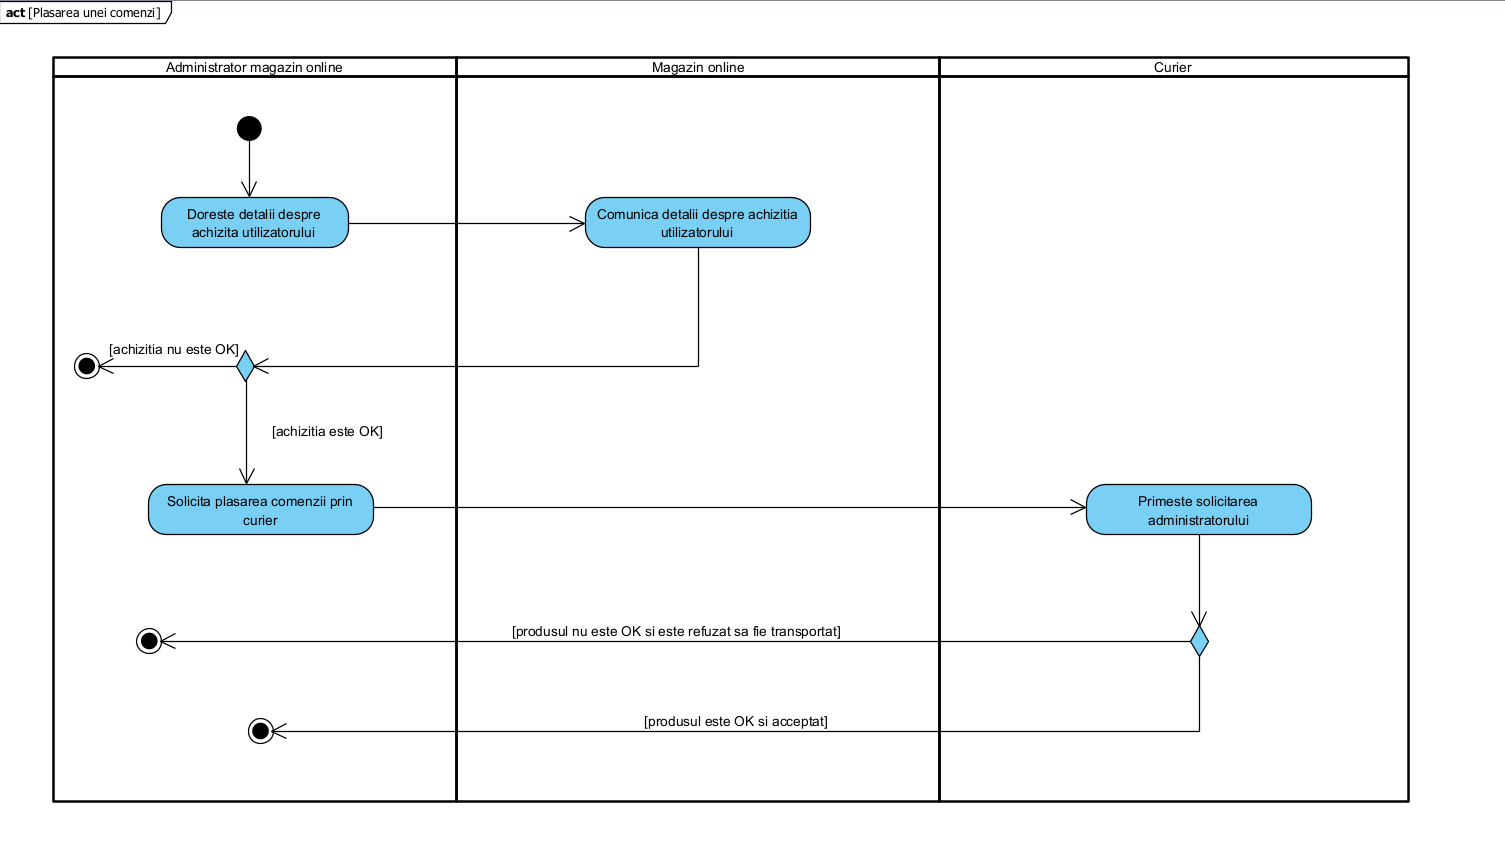 act [Plasarea unei comenzi]
Administrator magazin online
Magazin online
Curier
Doreste detalii despre
achizita utilizatorului
Comunica detalii despre achizitia
utilizatorului
[achizitia nu este OK]
[achizitia este OK]
Solicita plasarea comenzii prin
curier
Primeste solicitarea
administratorului
[produsul nu este OK si este refuzat sa fie transportat]
[produsul este OK si acceptat]